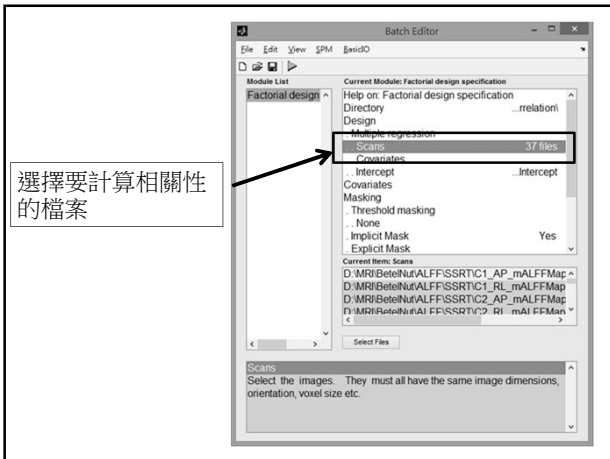 Batch Editor
File Edit View SPM BasicIO
Module List
Current Module: Factorial design specification
Factorial design
Help on: Factorial design specification
Directory ...rrelation\
Design
. Multiple regression
. . Scans 37 files
. . Covariates
. . Intercept ...Intercept
Covariates
Masking
. Threshold masking
. . None
. Implicit Mask Yes
. Explicit Mask
選擇要計算相關性
的檔案
Current Item: Scans
D:\MRI\BetelNut\ALFF\SSRT\C1_AP_mALFFMap
D:\MRI\BetelNut\ALFF\SSRT\C1_RL_mALFFMap
D:\MRI\BetelNut\ALFF\SSRT\C2_AP_mALFFMap
D:\MRI\BetelNut\ALFF\SSRT\C2_RL_mALFFMap
Select Files
Scans
Select the images. They must all have the same image dimensions,
orientation, voxel size etc.